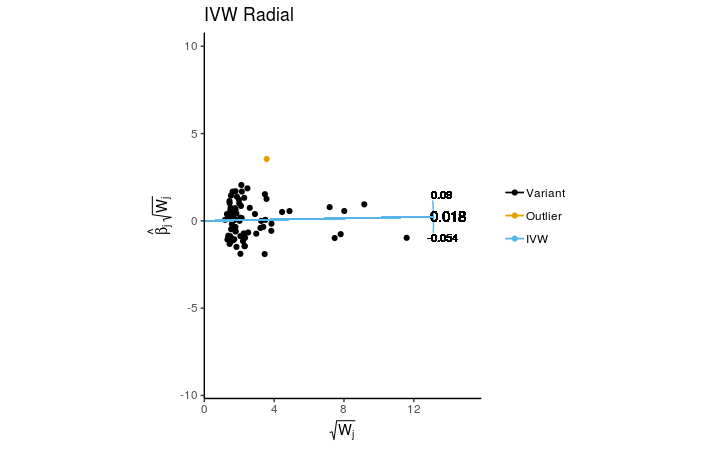 IVW Radial
10
5
0
-5
-10
β̂j√Wj
0.09
0.018
-0.054
Variant
Outlier
IVW
0
4
8
12
√Wj